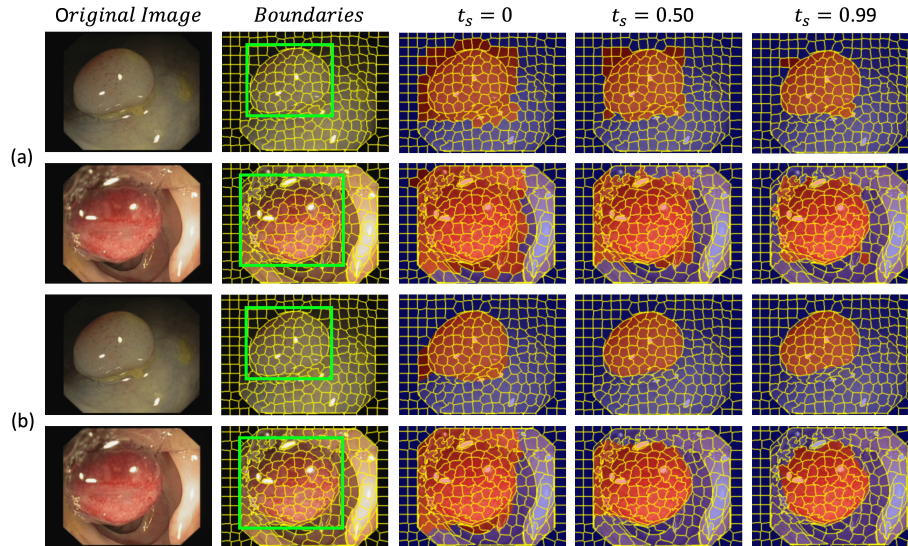 Original Image Boundaries t_s = 0 t_s = 0.50 t_s = 0.99
(a)
(b)